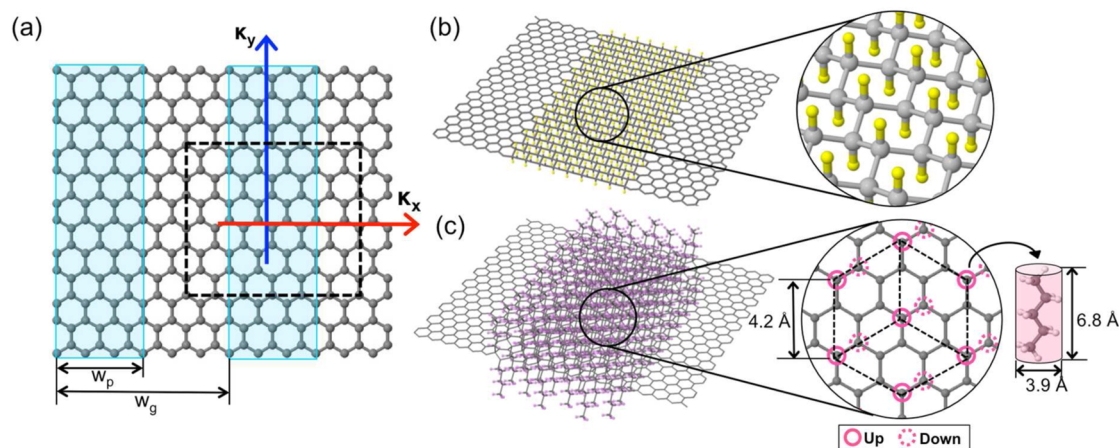 (a)
κy
κx
wp
wg
(b)
(c)
4.2 Å
6.8 Å
3.9 Å
Up Down